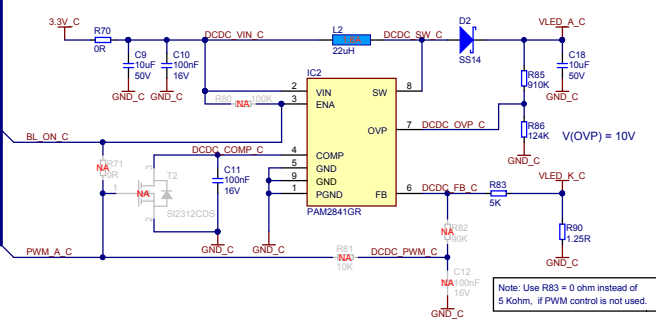 3.3V_C
R70
0R
DCDC_VIN_C
L2
NA
22uH
DCDC_SW_C
D2
SS14
VLED_A_C
C9
10uF
50V
GND_C
C10
100nF
16V
GND_C
C18
10uF
50V
GND_C
R80
NA
100K
IC2
2
VIN
3
ENA
4
COMP
5
GND
9
GND
1
PGND
SW
8
OVP
7
FB
6
PAM2841GR
R85
910K
DCDC_OVP_C
R86
124K
GND_C
V(OVP) = 10V
BL_ON_C
DCDC_COMP_C
R71
NA
0R
3
T2
1
NA
2
SI2312CDS
C11
100nF
16V
GND_C
GND_C
DCDC_FB_C
R83
5K
VLED_K_C
R90
1.25R
GND_C
R82
NA
90K
PWM_A_C
R81
NA
10K
DCDC_PWM_C
C12
NA
100nF
16V
GND_C
Note: Use R83 = 0 ohm instead of
5 Kohm, if PWM control is not used.